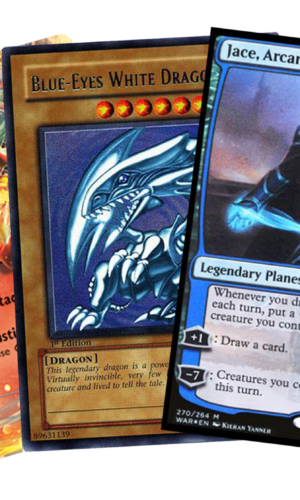 BLUE-EYES WHITE DRAGO
1st Edition
[DRAGON]
This legendary dragon is a powe
Virtually invincible, very few
creature and lived to tell the tale.
89631139
Jace, Arcan
Legendary Planes
Whenever you d
each turn, put a
creature you con
+1 : Draw a card.
-7 : Creatures you c
this turn.
270/264 M
WAR EN KIERAN YANNER